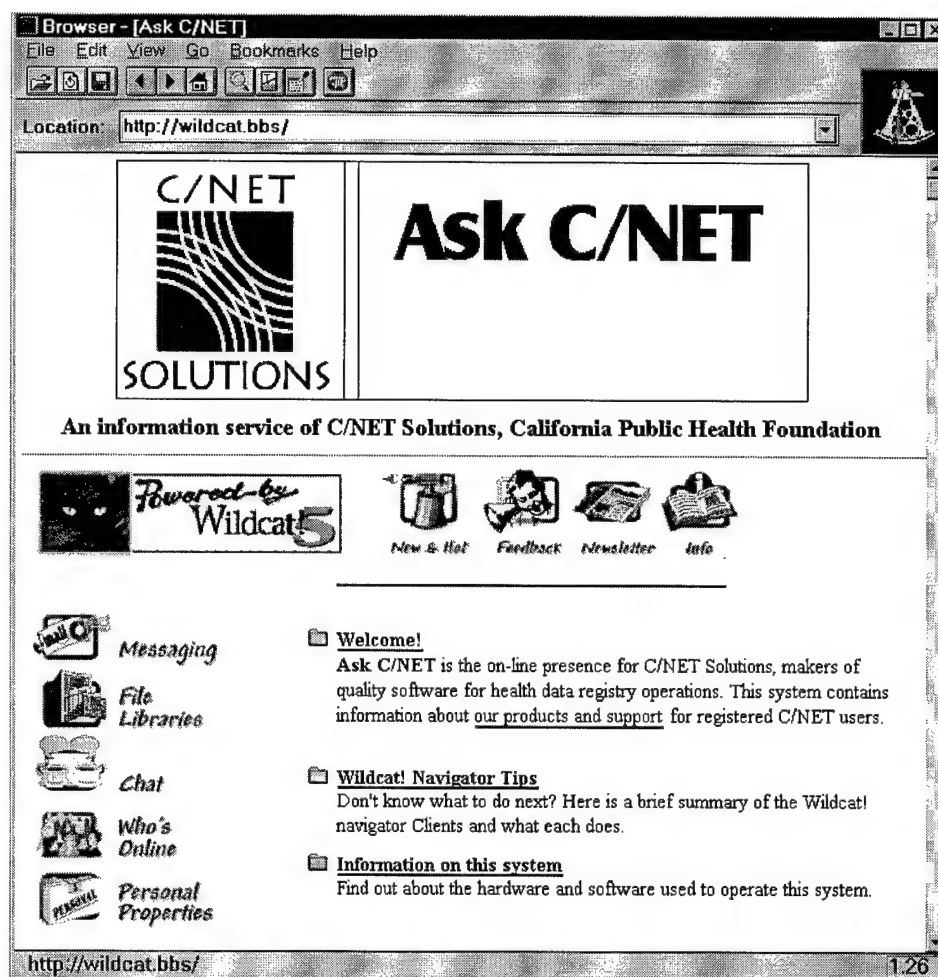 Browser - [Ask C/NET]
File Edit View Go Bookmarks Help
Location: http://wildcat.bbs/
C/NET
SOLUTIONS
Ask C/NET
An information service of C/NET Solutions, California Public Health Foundation
Powered by
Wildcat! 5
New & Hot Feedback Newsletter Info
mail
Messaging
File
Libraries
Chat
Who's
Online
PERSONAL
Personal
Properties
Welcome!
Ask C/NET is the on-line presence for C/NET Solutions, makers of
quality software for health data registry operations. This system contains
information about our products and support for registered C/NET users.
Wildcat! Navigator Tips
Don't know what to do next? Here is a brief summary of the Wildcat!
navigator Clients and what each does.
Information on this system
Find out about the hardware and software used to operate this system.
http://wildcat.bbs/
1.26